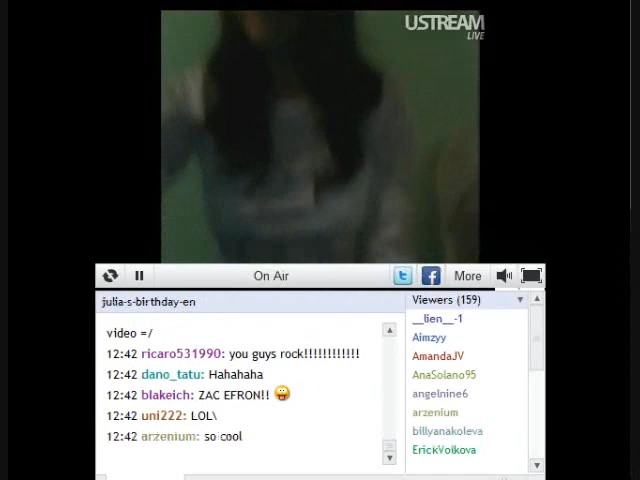 USTREAM
LIVE
On Air
More
julia-s-birthday-en
Viewers (159)
video =/
12:42 ricaro531990: you guys rock!!!!!!!!!!!!
12:42 dano_tatu: Hahahaha
12:42 blakeich: ZAC EFRON!!
12:42 uni222: LOL\
12:42 arzenium: so cool
__lien__-1
Aimzyy
AmandaJV
AnaSolano95
angelnine6
arzenium
billyanakoleva
ErickVolkova